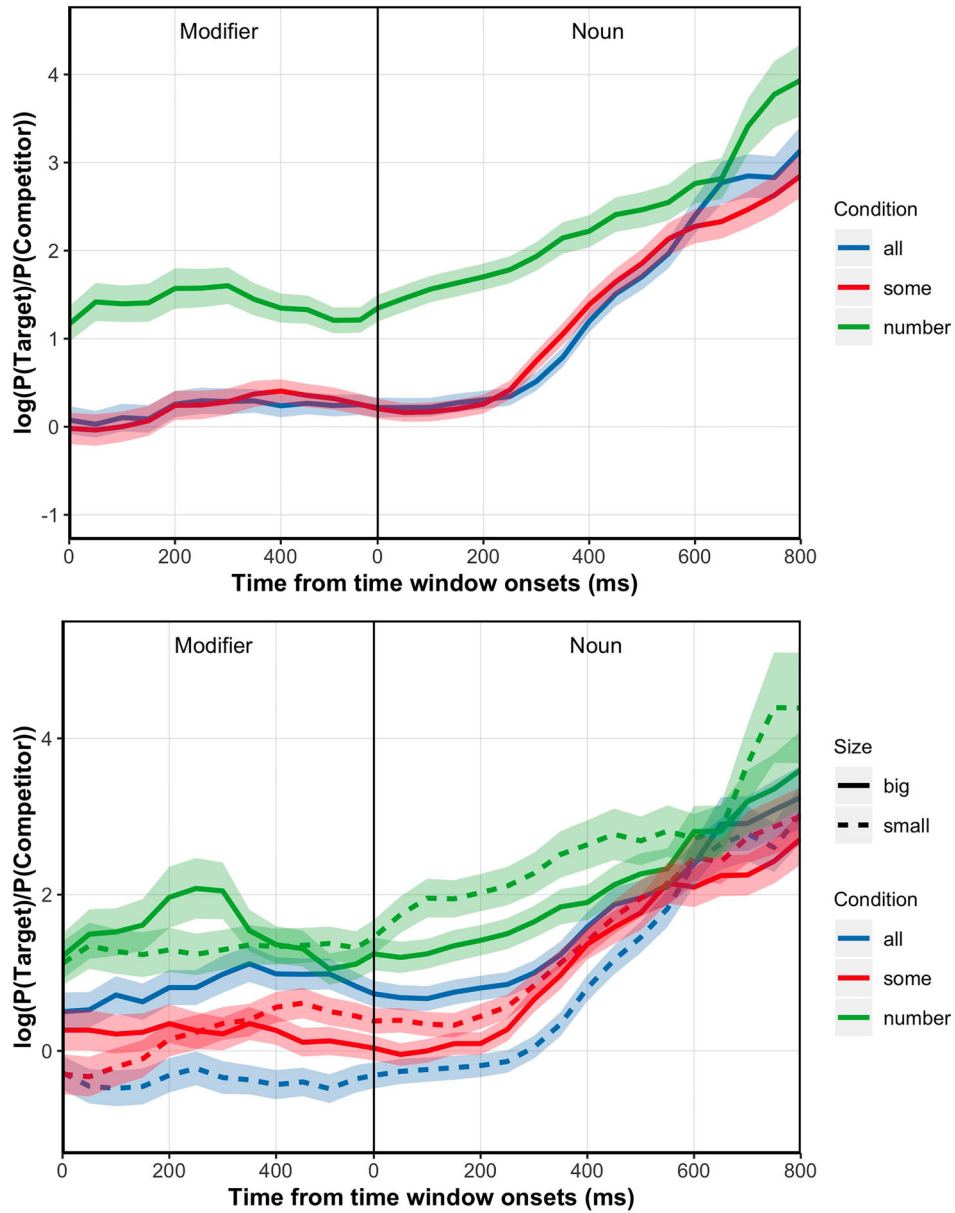 Modifier Noun
4
3
2
1
0
-1
log(P(Target)/P(Competitor))
0 200 400 0 200 400 600 800
Time from time window onsets (ms)
Condition
all
some
number
Modifier Noun
4
2
0
log(P(Target)/P(Competitor))
0 200 400 0 200 400 600 800
Time from time window onsets (ms)
Size
big
small
Condition
all
some
number